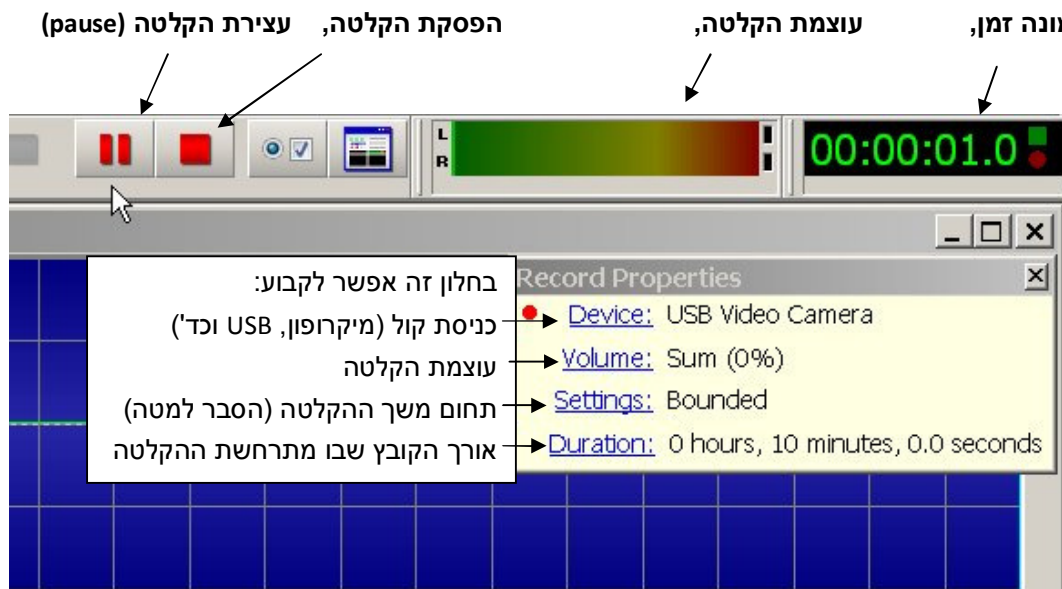 זמן,
עוצמת הקלטה,
הפסקת הקלטה,
עצירת הקלטה (pause)
L
R
00:00:01.0
Record Properties
בחלון זה אפשר לקבוע:
כניסת קול (מיקרופון, USB וכד')
עוצמת הקלטה
תחום משך ההקלטה (הסבר למטה)
אורך הקובץ שבו מתרחשת ההקלטה
Device: USB Video Camera
Volume: Sum (0%)
Settings: Bounded
Duration: 0 hours, 10 minutes, 0.0 seconds